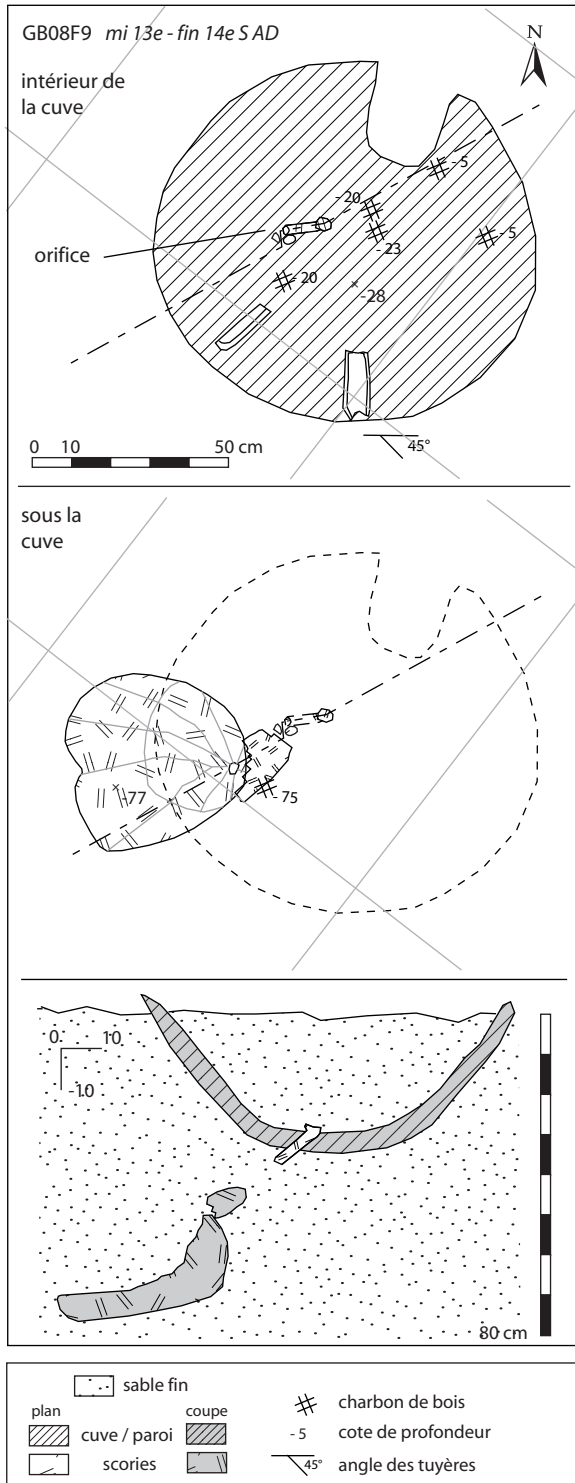 GB08F9 mi 13e - fin 14e S AD
N
intérieur de
la cuve
- 5
- 20
- 23
- 5
orifice
- 20
- 28
0 10 50 cm
45°
sous la
cuve
- 77
- 75
0 10
- 10
80 cm
sable fin
plan coupe
cuve / paroi
scories
charbon de bois
- 5 cote de profondeur
45° angle des tuyères